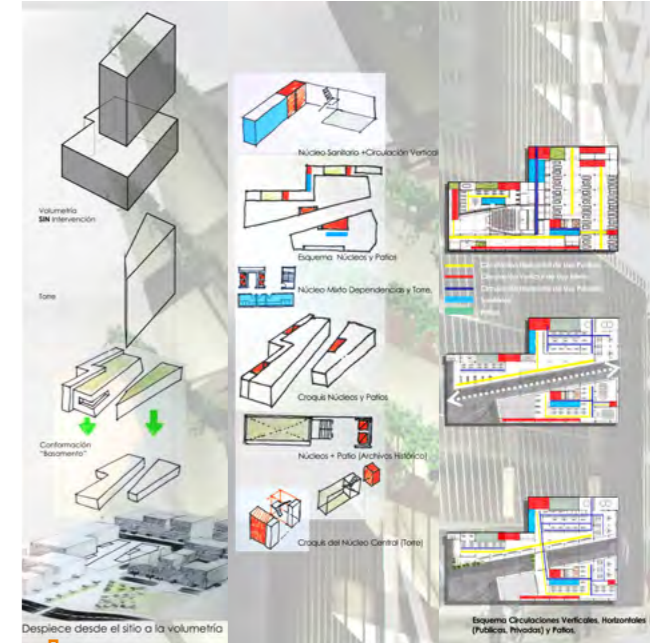 Volumetría
SIN Intervención
Torre
Conformación
"Basamento"
Despiece desde el sitio a la volumetría
Núcleo Sanitario +Circulación Vertical
Esquema Núcleos y Patios
Núcleo Mixto Dependencias y Torre.
Croquis Núcleos y Patios
Núcleos + Patio (Archivos Histórico)
Croquis del Núcleo Central (Torre)
Esquema Circulaciones Verticales, Horizontales
(Publicas, Privadas) y Patios.